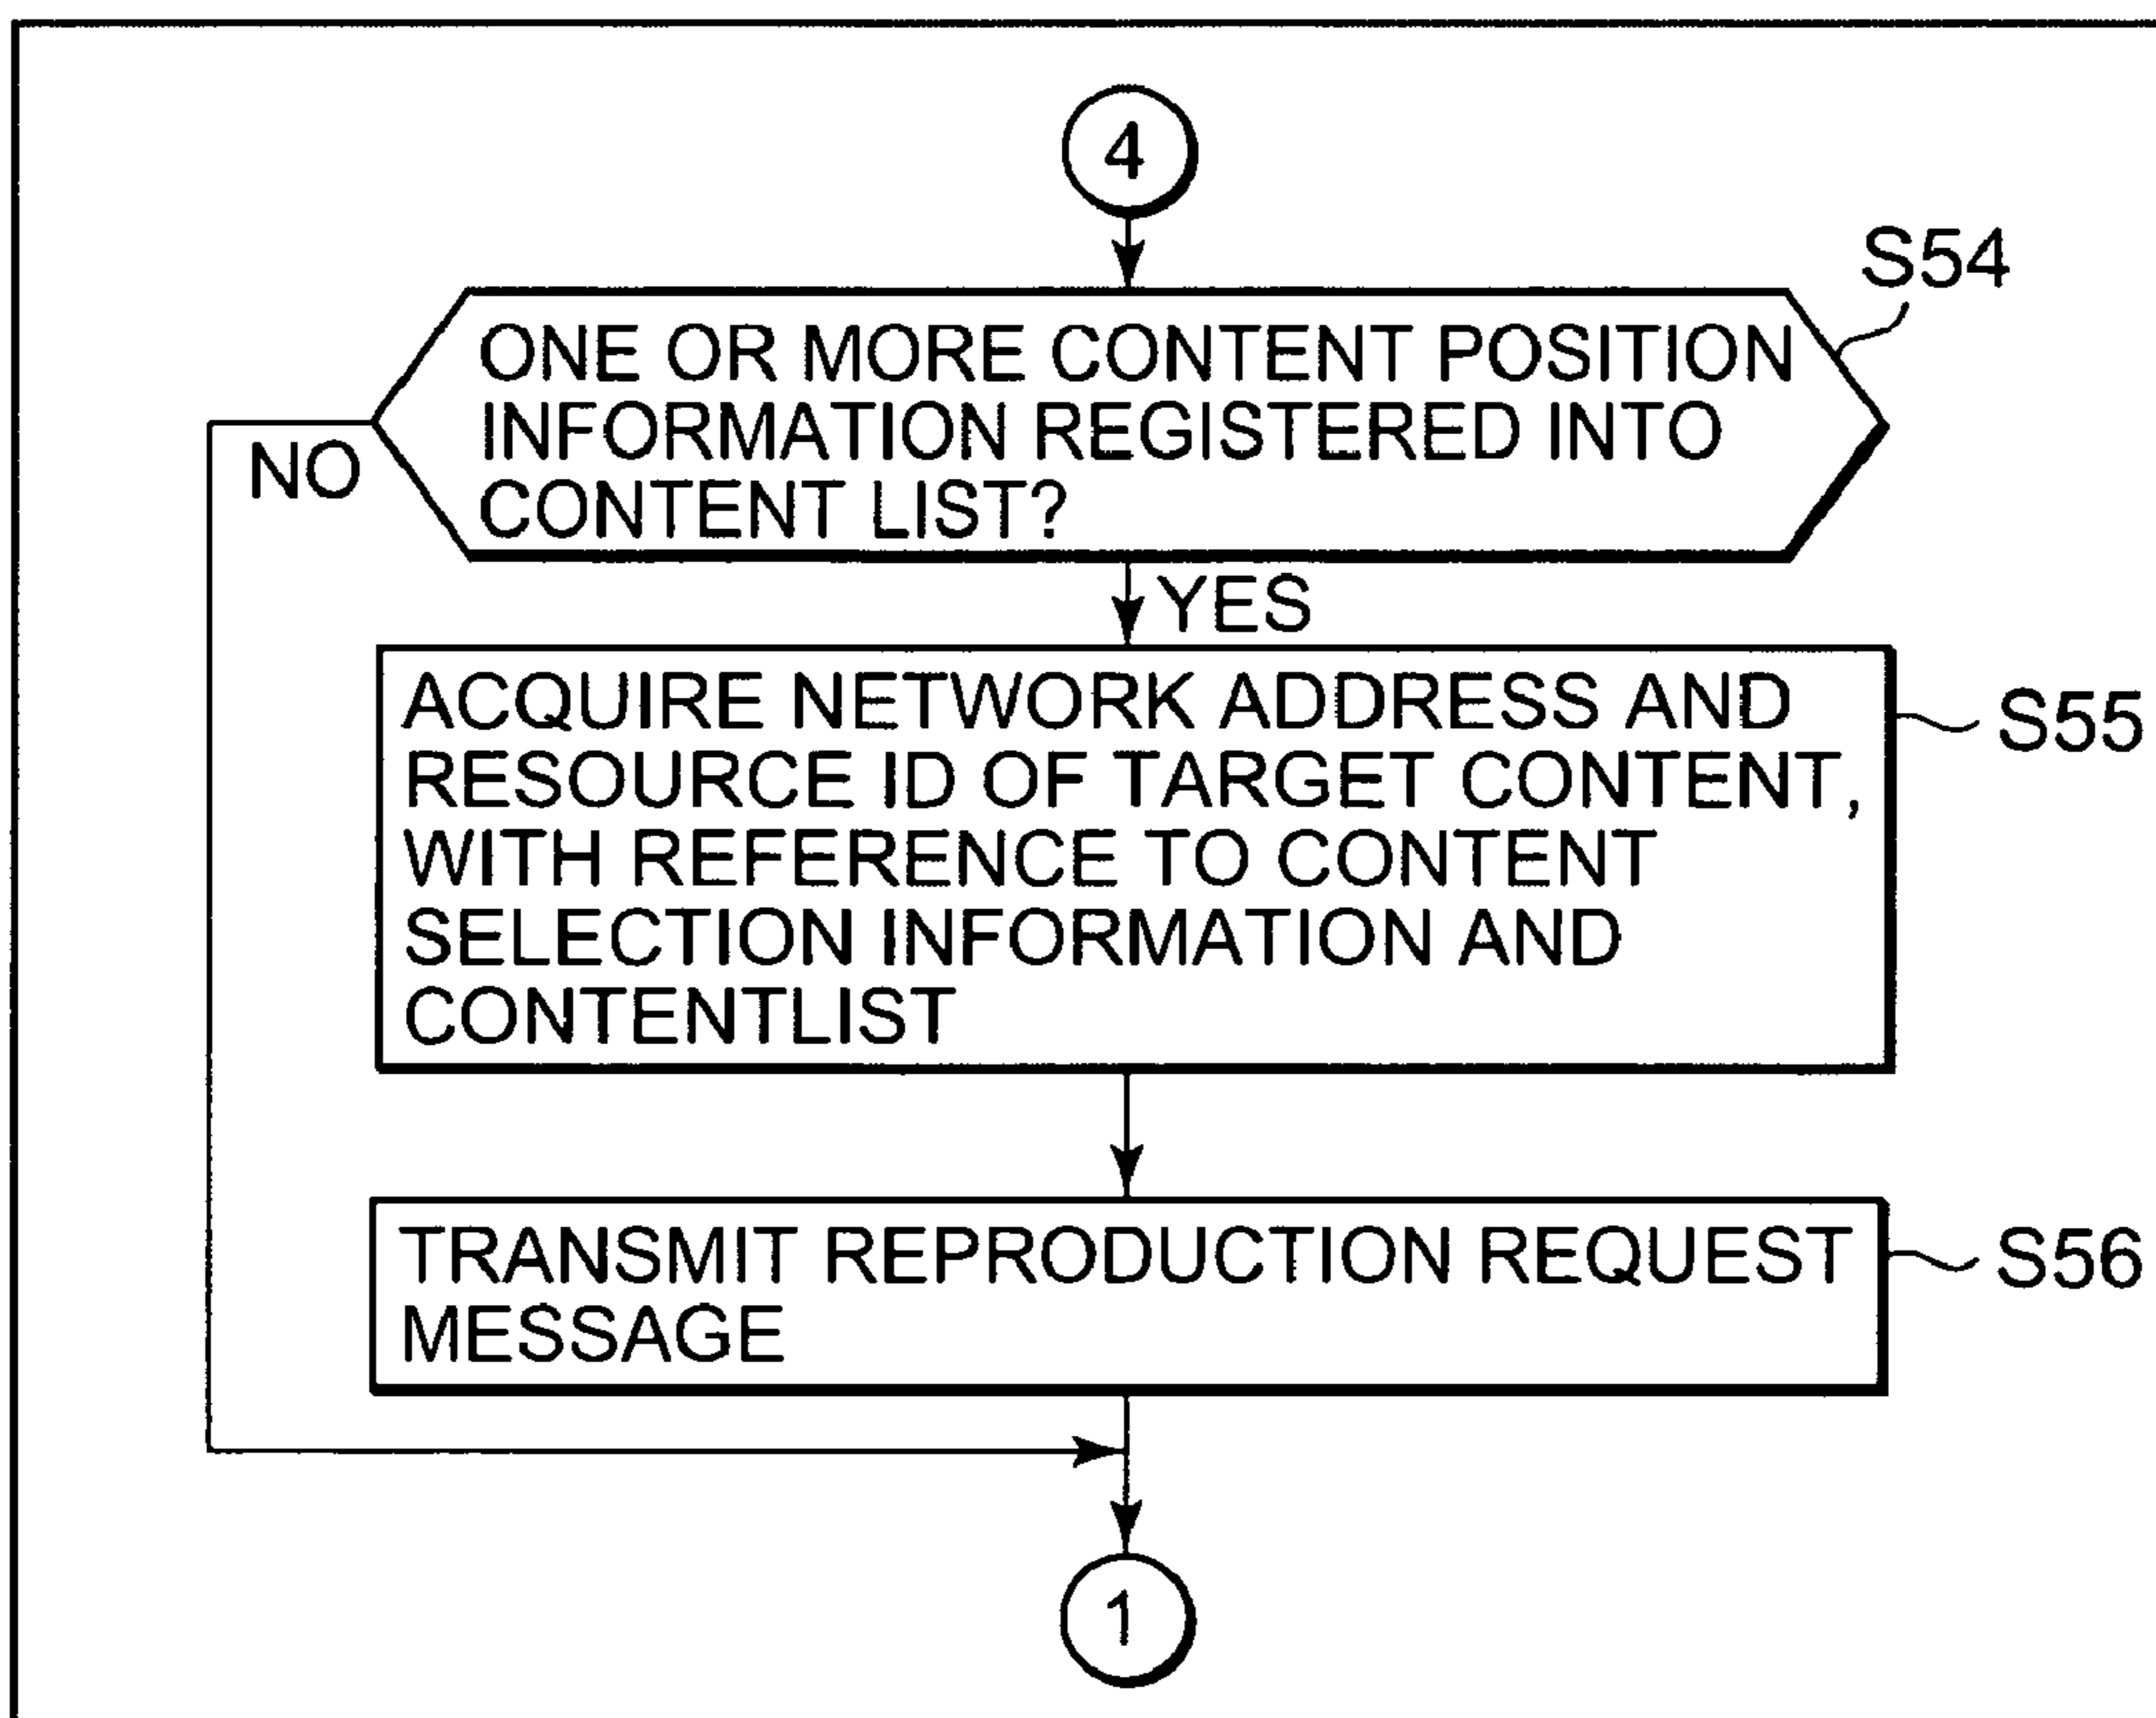 4
S54
ONE OR MORE CONTENT POSITION
INFORMATION REGISTERED INTO
CONTENT LIST?
NO
YES
ACQUIRE NETWORK ADDRESS AND
RESOURCE ID OF TARGET CONTENT,
WITH REFERENCE TO CONTENT
SELECTION INFORMATION AND
CONTENTLIST
S55
TRANSMIT REPRODUCTION REQUEST
MESSAGE
S56
1